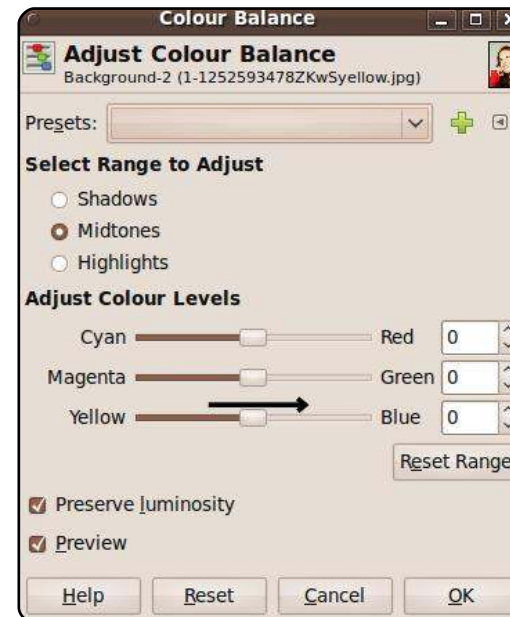 Colour Balance
Adjust Colour Balance
Background-2 (1-1252593478ZKwSyellow.jpg)
Presets:
Select Range to Adjust
Shadows
Midtones
Highlights
Adjust Colour Levels
Cyan Red 0
Magenta Green 0
Yellow Blue 0
Reset Range
Preserve luminosity
Preview
Help Reset Cancel OK